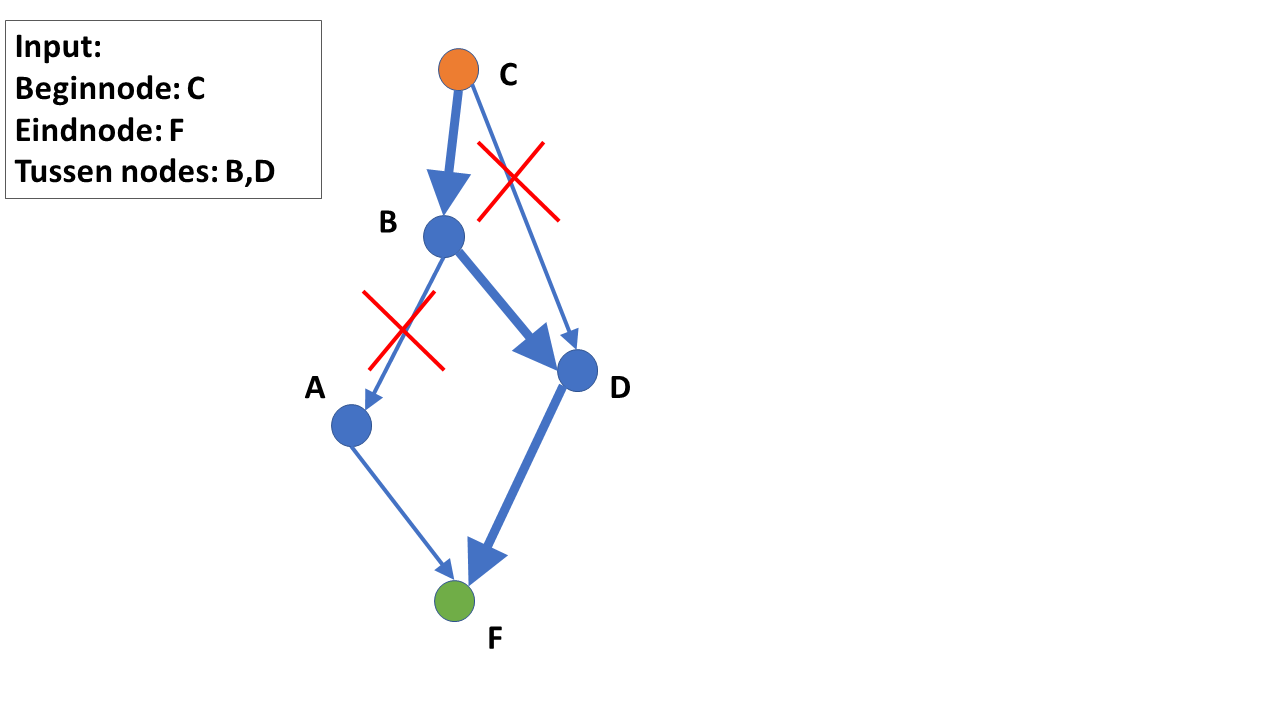 Input:
Beginnode: C
Eindnode: F
Tussen nodes: B,D
C
B
A
D
F